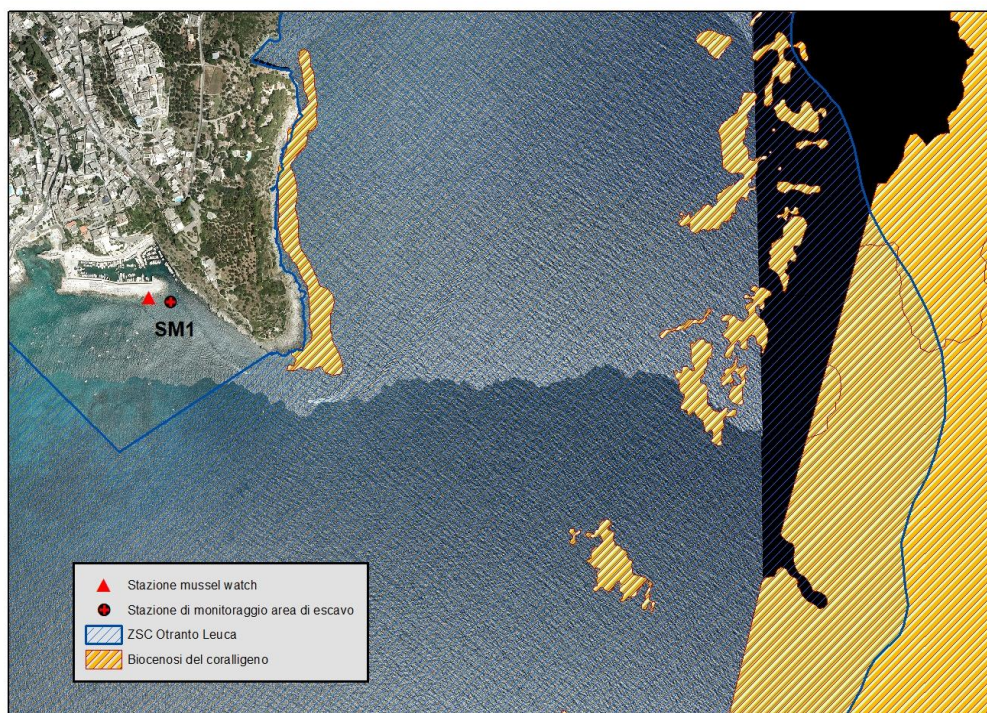 SM1
Stazione mussel watch
Stazione di monitoraggio area di escavo
ZSC Otranto Leuca
Biocenosi del coralligeno